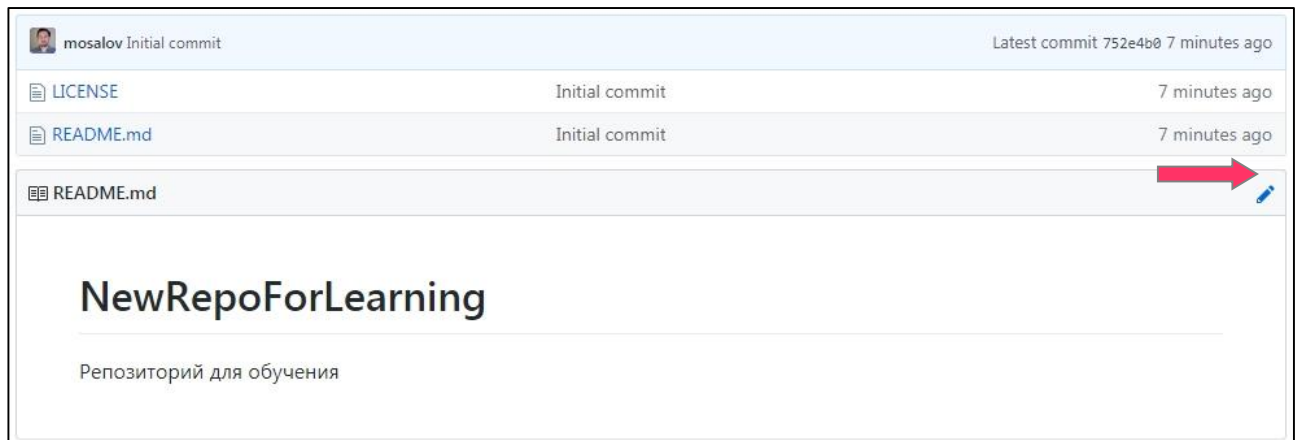 mosalov Initial commit Latest commit 752e4b0 7 minutes ago
LICENSE Initial commit 7 minutes ago
README.md Initial commit 7 minutes ago
README.md
NewRepoForLearning
Репозиторий для обучения